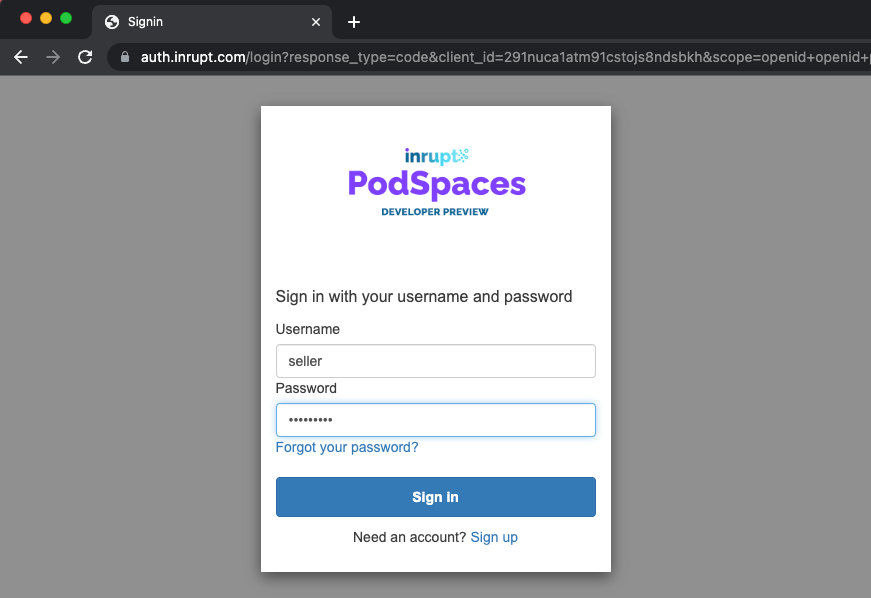 Signin
auth.inrupt.com/login?response_type=code&client_id=291nuca1atm91cstojs8ndsbkh&scope=openid+openid+
inrupt
PodSpaces
DEVELOPER PREVIEW
Sign in with your username and password
Username
seller
Password
•••••••••
Forgot your password?
Sign in
Need an account? Sign up